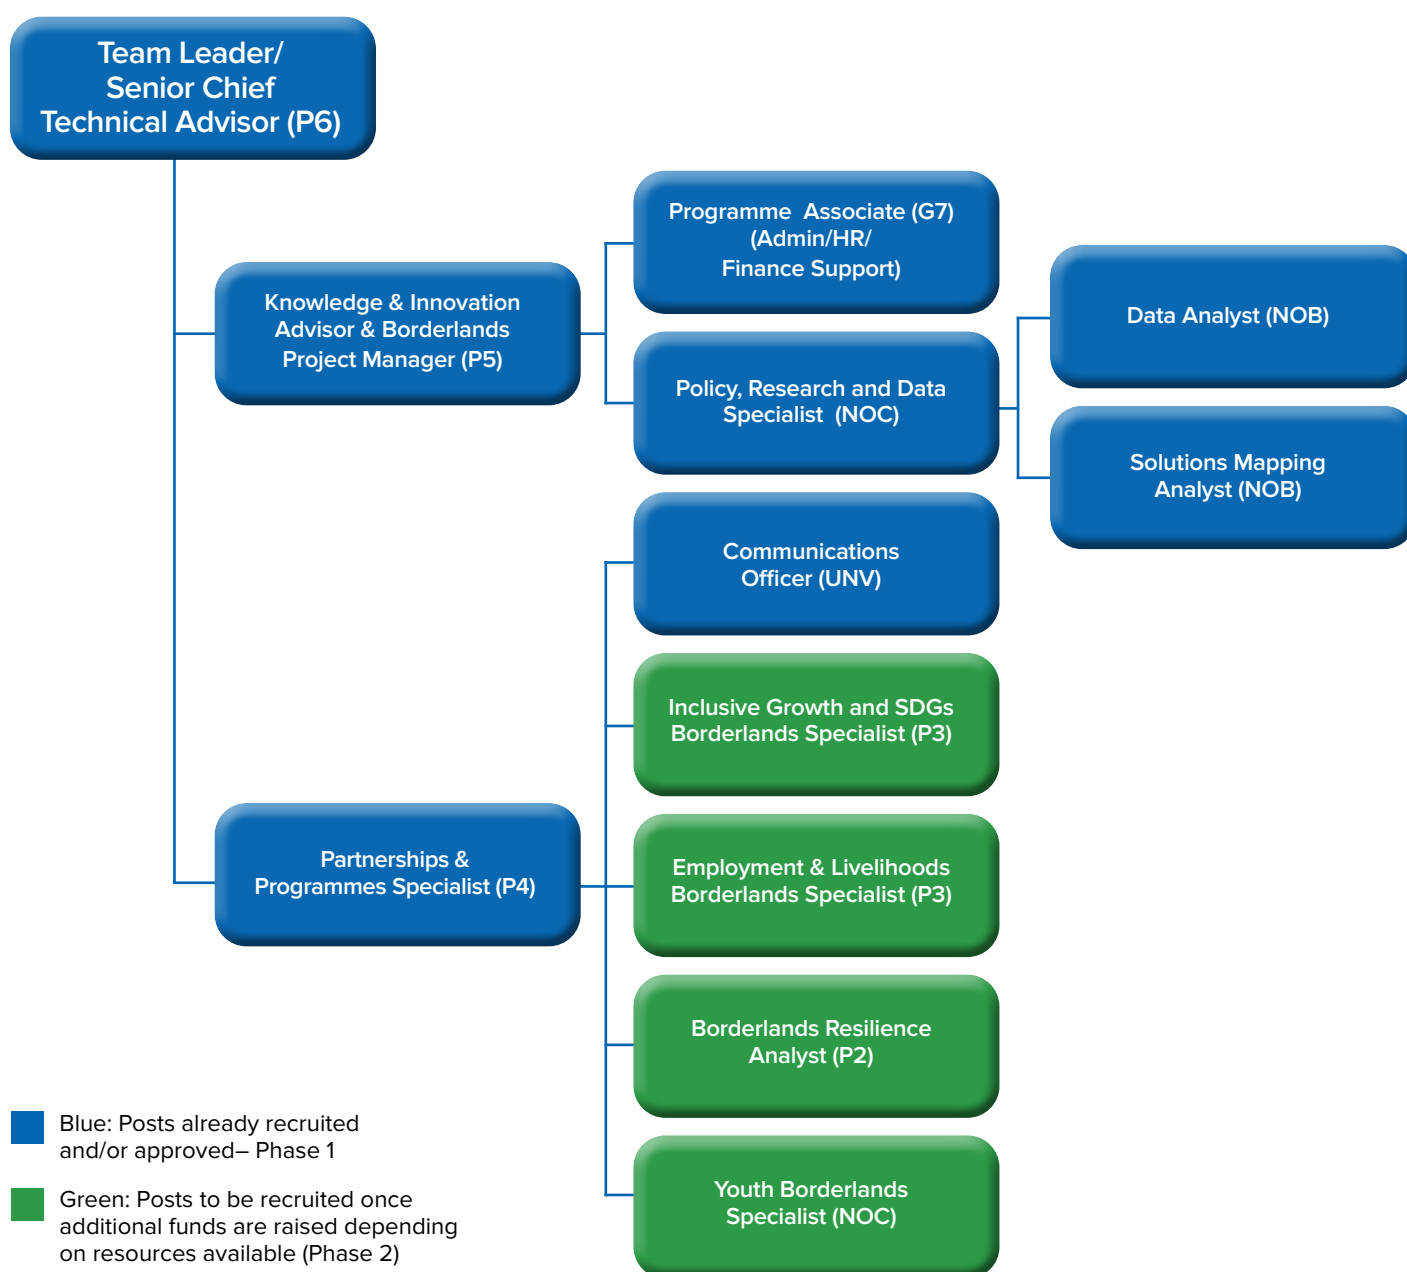 Team Leader/
Senior Chief
Technical Advisor (P6)
Knowledge & Innovation
Advisor & Borderlands
Project Manager (P5)
Programme Associate (G7)
(Admin/HR/
Finance Support)
Policy, Research and Data
Specialist (NOC)
Data Analyst (NOB)
Solutions Mapping
Analyst (NOB)
Partnerships &
Programmes Specialist (P4)
Communications
Officer (UNV)
Inclusive Growth and SDGs
Borderlands Specialist (P3)
Employment & Livelihoods
Borderlands Specialist (P3)
Borderlands Resilience
Analyst (P2)
Youth Borderlands
Specialist (NOC)
Blue: Posts already recruited
and/or approved– Phase 1
Green: Posts to be recruited once
additional funds are raised depending
on resources available (Phase 2)